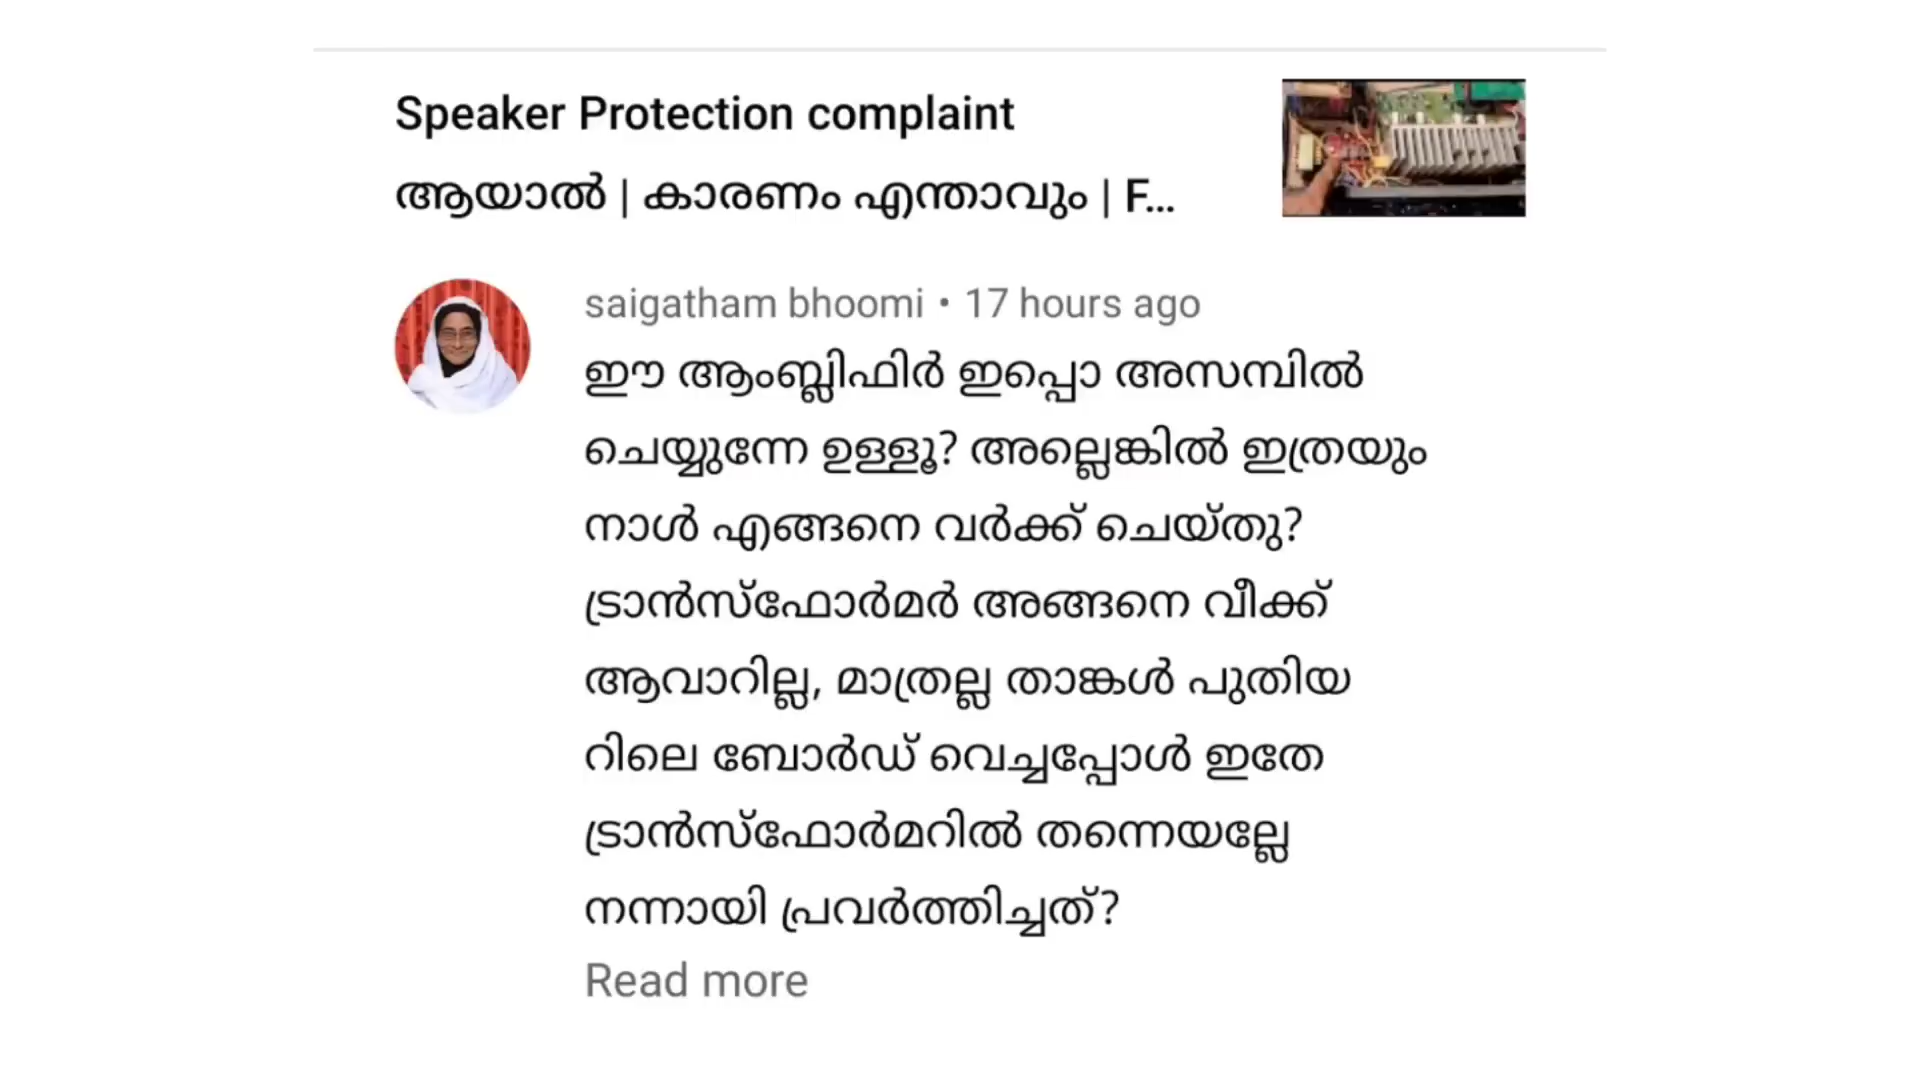 Speaker Protection complaint
ആയാൽ | കാരണം എന്താവും | F...
saigatham bhoomi • 17 hours ago
ഈ ആംബ്ലിഫിർ ഇപ്പൊ അസമ്പിൽ
ചെയ്യുന്നേ ഉള്ളൂ? അല്ലെങ്കിൽ ഇത്രയും
നാൾ എങ്ങനെ വർക്ക് ചെയ്തു?
ട്രാൻസ്ഫോർമർ അങ്ങനെ വീക്ക്
ആവാറില്ല, മാത്രല്ല താങ്കൾ പുതിയ
റിലെ ബോർഡ് വെച്ചപ്പോൾ ഇതേ
ട്രാൻസ്ഫോർമറിൽ തന്നെയല്ലേ
നന്നായി പ്രവർത്തിച്ചത്?
Read more